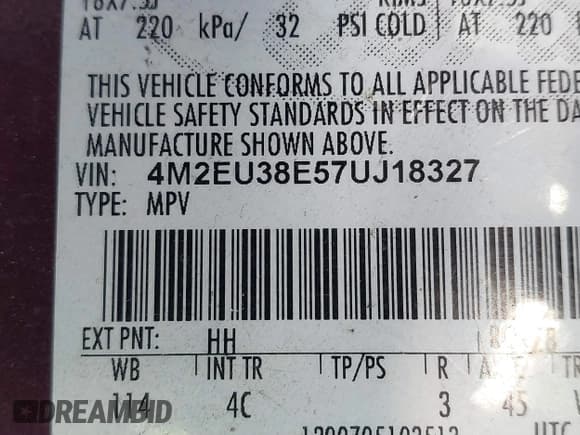 AT 220 kPa/ 32 PSI COLD AT 220
THIS VEHICLE CONFORMS TO ALL APPLICABLE FEDE
VEHICLE SAFETY STANDARDS IN EFFECT ON THE DA
MANUFACTURE SHOWN ABOVE.
VIN: 4M2EU38E57UJ18327
TYPE: MPV
EXT PNT: HH
WB INT TR TP/PS R
114 4C 3 45
UTC
DREAMBID